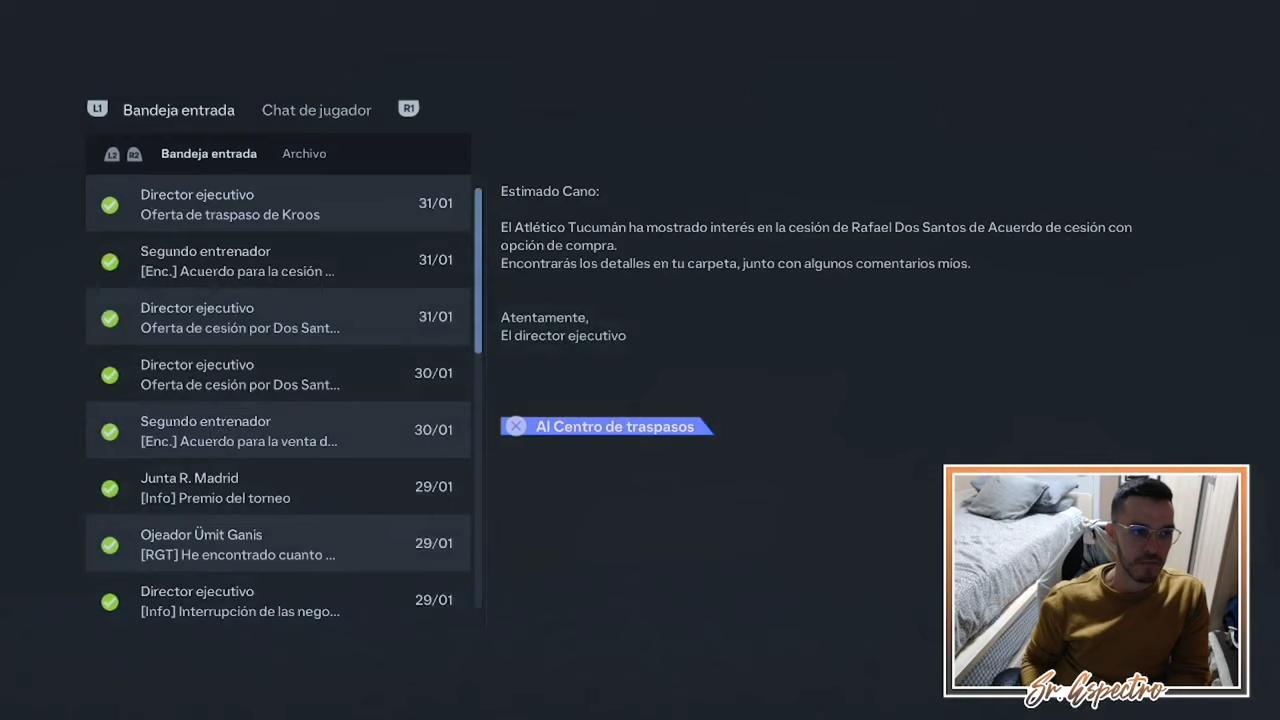 L1 Bandeja entrada Chat de jugador R1
L2 R2 Bandeja entrada Archivo
Director ejecutivo
Oferta de traspaso de Kroos
31/01
Segundo entrenador
[Enc.] Acuerdo para la cesión ...
31/01
Director ejecutivo
Oferta de cesión por Dos Sant...
31/01
Director ejecutivo
Oferta de cesión por Dos Sant...
30/01
Segundo entrenador
[Enc.] Acuerdo para la venta d...
30/01
Junta R. Madrid
[Info] Premio del torneo
29/01
Ojeador Ümit Ganis
[RGT] He encontrado cuanto ...
29/01
Director ejecutivo
[Info] Interrupción de las nego...
29/01
Estimado Cano:
El Atlético Tucumán ha mostrado interés en la cesión de Rafael Dos Santos de Acuerdo de cesión con
opción de compra.
Encontrarás los detalles en tu carpeta, junto con algunos comentarios míos.
Atentamente,
El director ejecutivo
Al Centro de traspasos
Sr. Aspectro